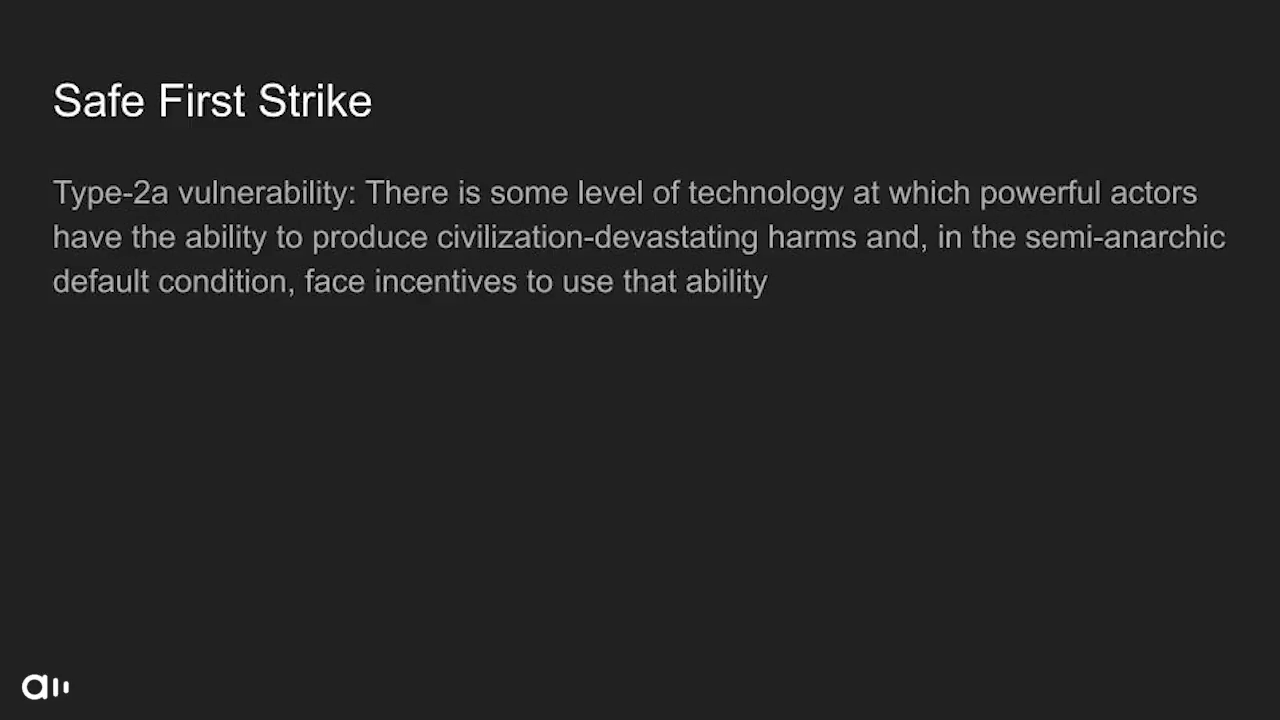 Safe First Strike
Type-2a vulnerability: There is some level of technology at which powerful actors
have the ability to produce civilization-devastating harms and, in the semi-anarchic
default condition, face incentives to use that ability